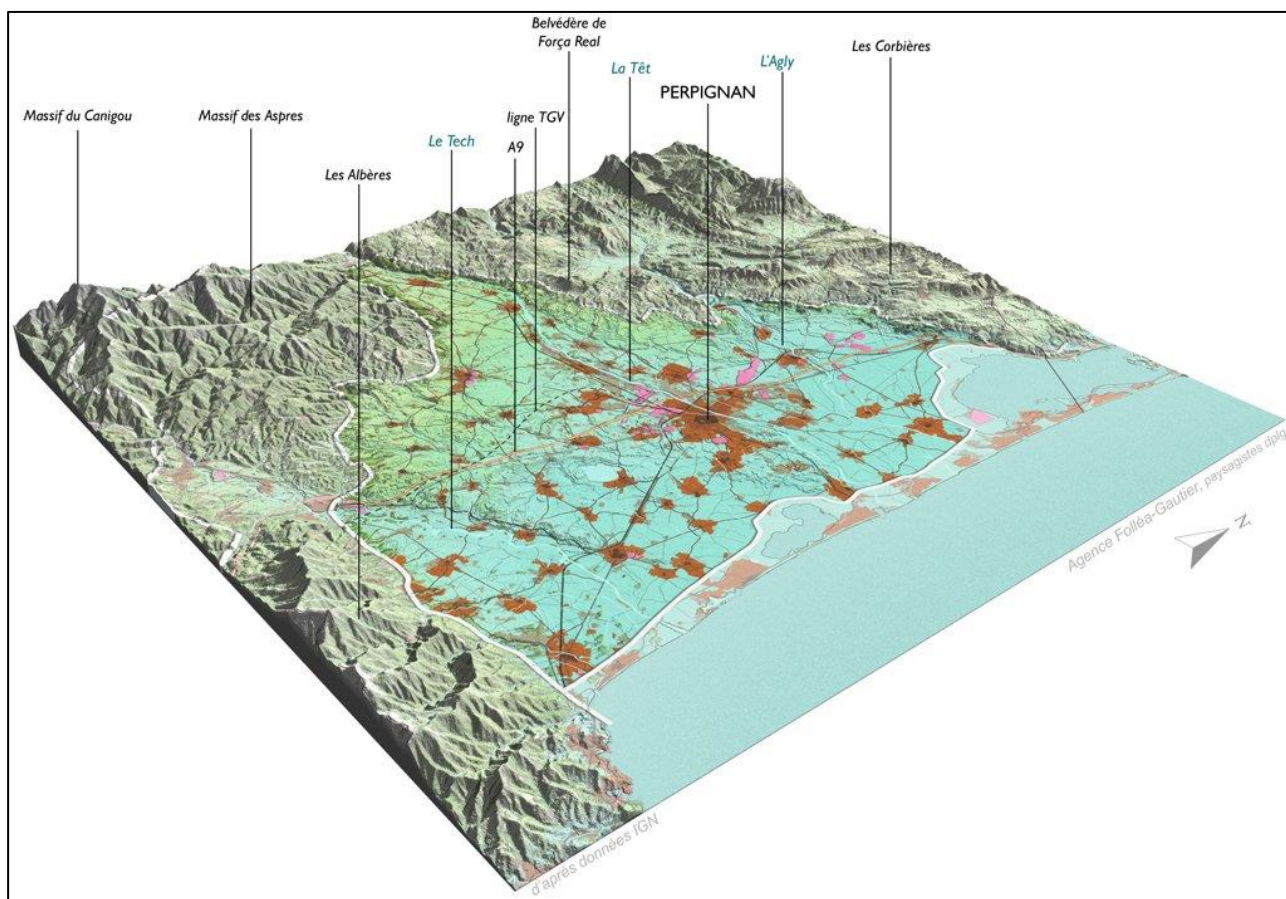 Belvédère de
Força Real
Les Corbières
La Têt
L'Agly
PERPIGNAN
Massif du Canigou
Massif des Aspres
ligne TGV
Le Tech
A9
Les Albères
N
Agence Folléa-Gautier, paysagistes dplg
d'après données IGN